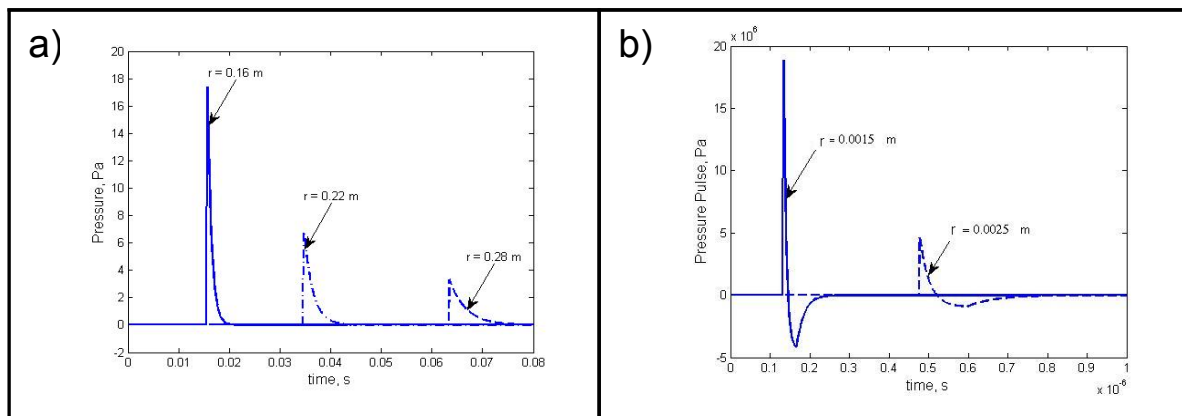 a)
20
18
16
14
12
10
8
6
4
2
0
-2
Pressure, Pa
r = 0.16 m
r = 0.22 m
r = 0.28 m
0 0.01 0.02 0.03 0.04 0.05 0.06 0.07 0.08
time, s
b)
x 10⁶
20
15
10
5
0
-5
Pressure Pulse, Pa
r = 0.0015 m
r = 0.0025 m
0 0.1 0.2 0.3 0.4 0.5 0.6 0.7 0.8 0.9 1
time, s
x 10⁻⁶